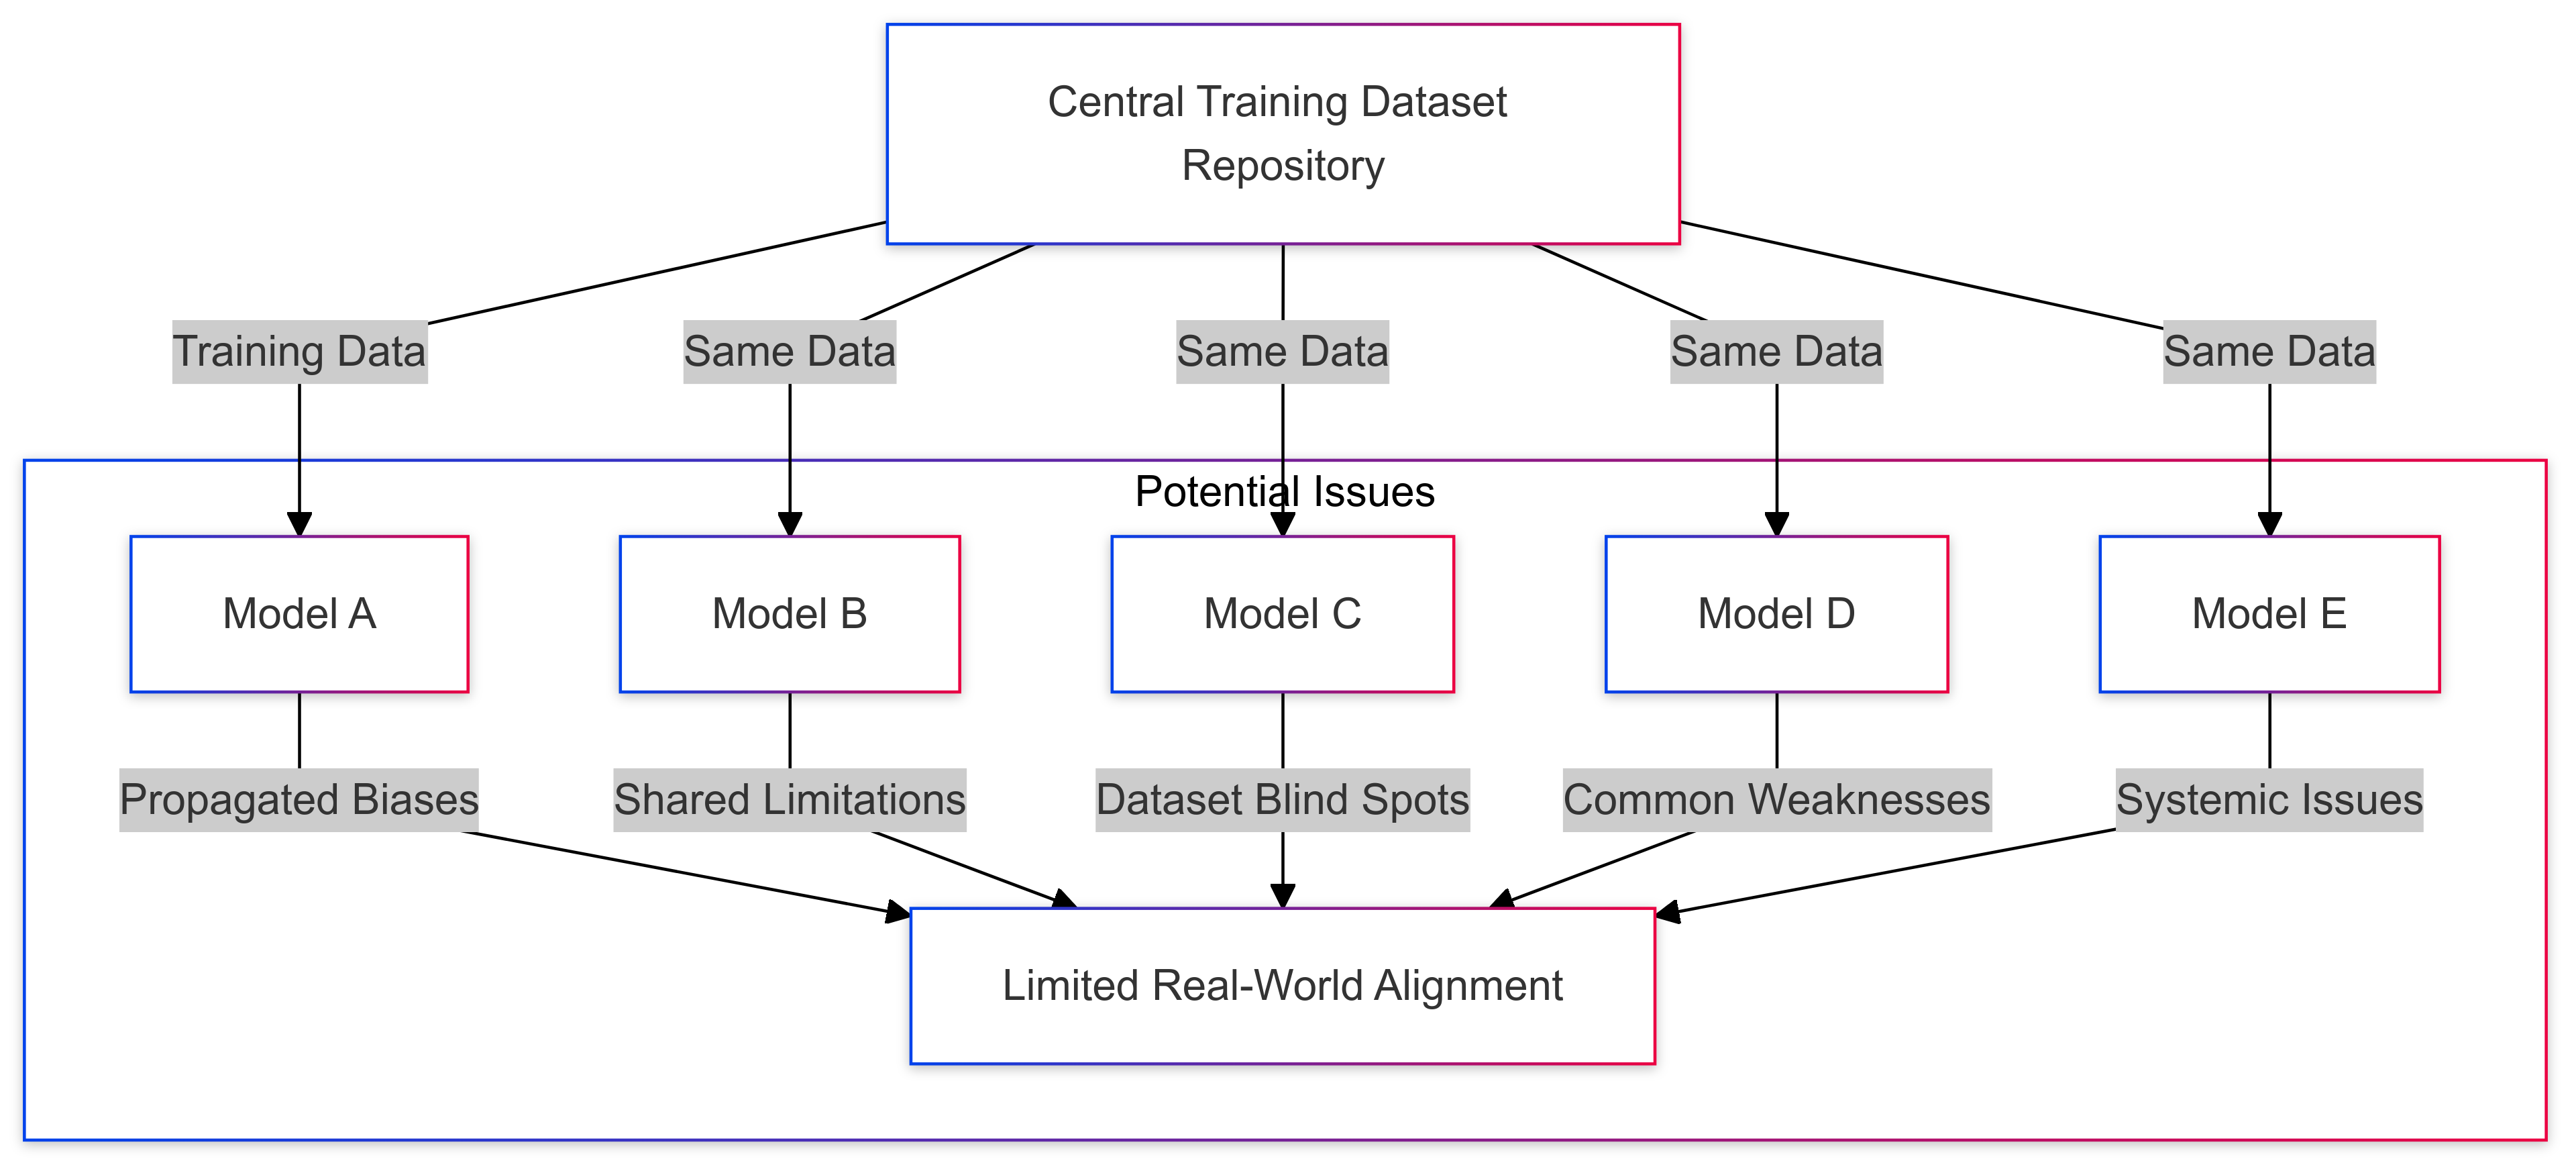 Central Training Dataset
Repository
Training Data
Same Data
Same Data
Same Data
Same Data
Potential Issues
Model A
Model B
Model C
Model D
Model E
Propagated Biases
Shared Limitations
Dataset Blind Spots
Common Weaknesses
Systemic Issues
Limited Real-World Alignment